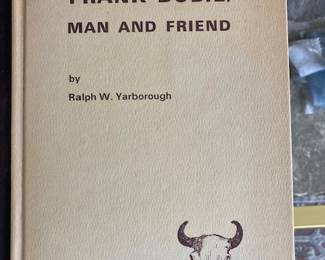 FRANK DOBIE:
MAN AND FRIEND
by
Ralph W. Yarborough